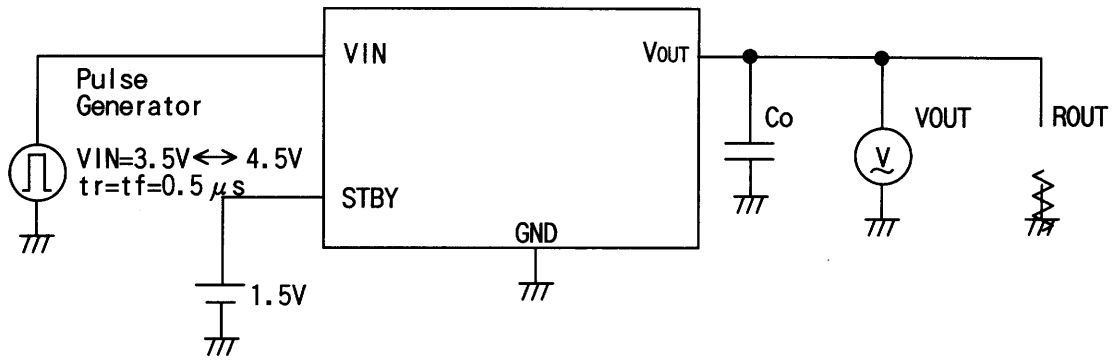 VIN
VOUT
Pulse
Generator
Co
VOUT
ROUT
V
VIN=3.5V↔4.5V
tr=tf=0.5μs
STBY
GND
1.5V